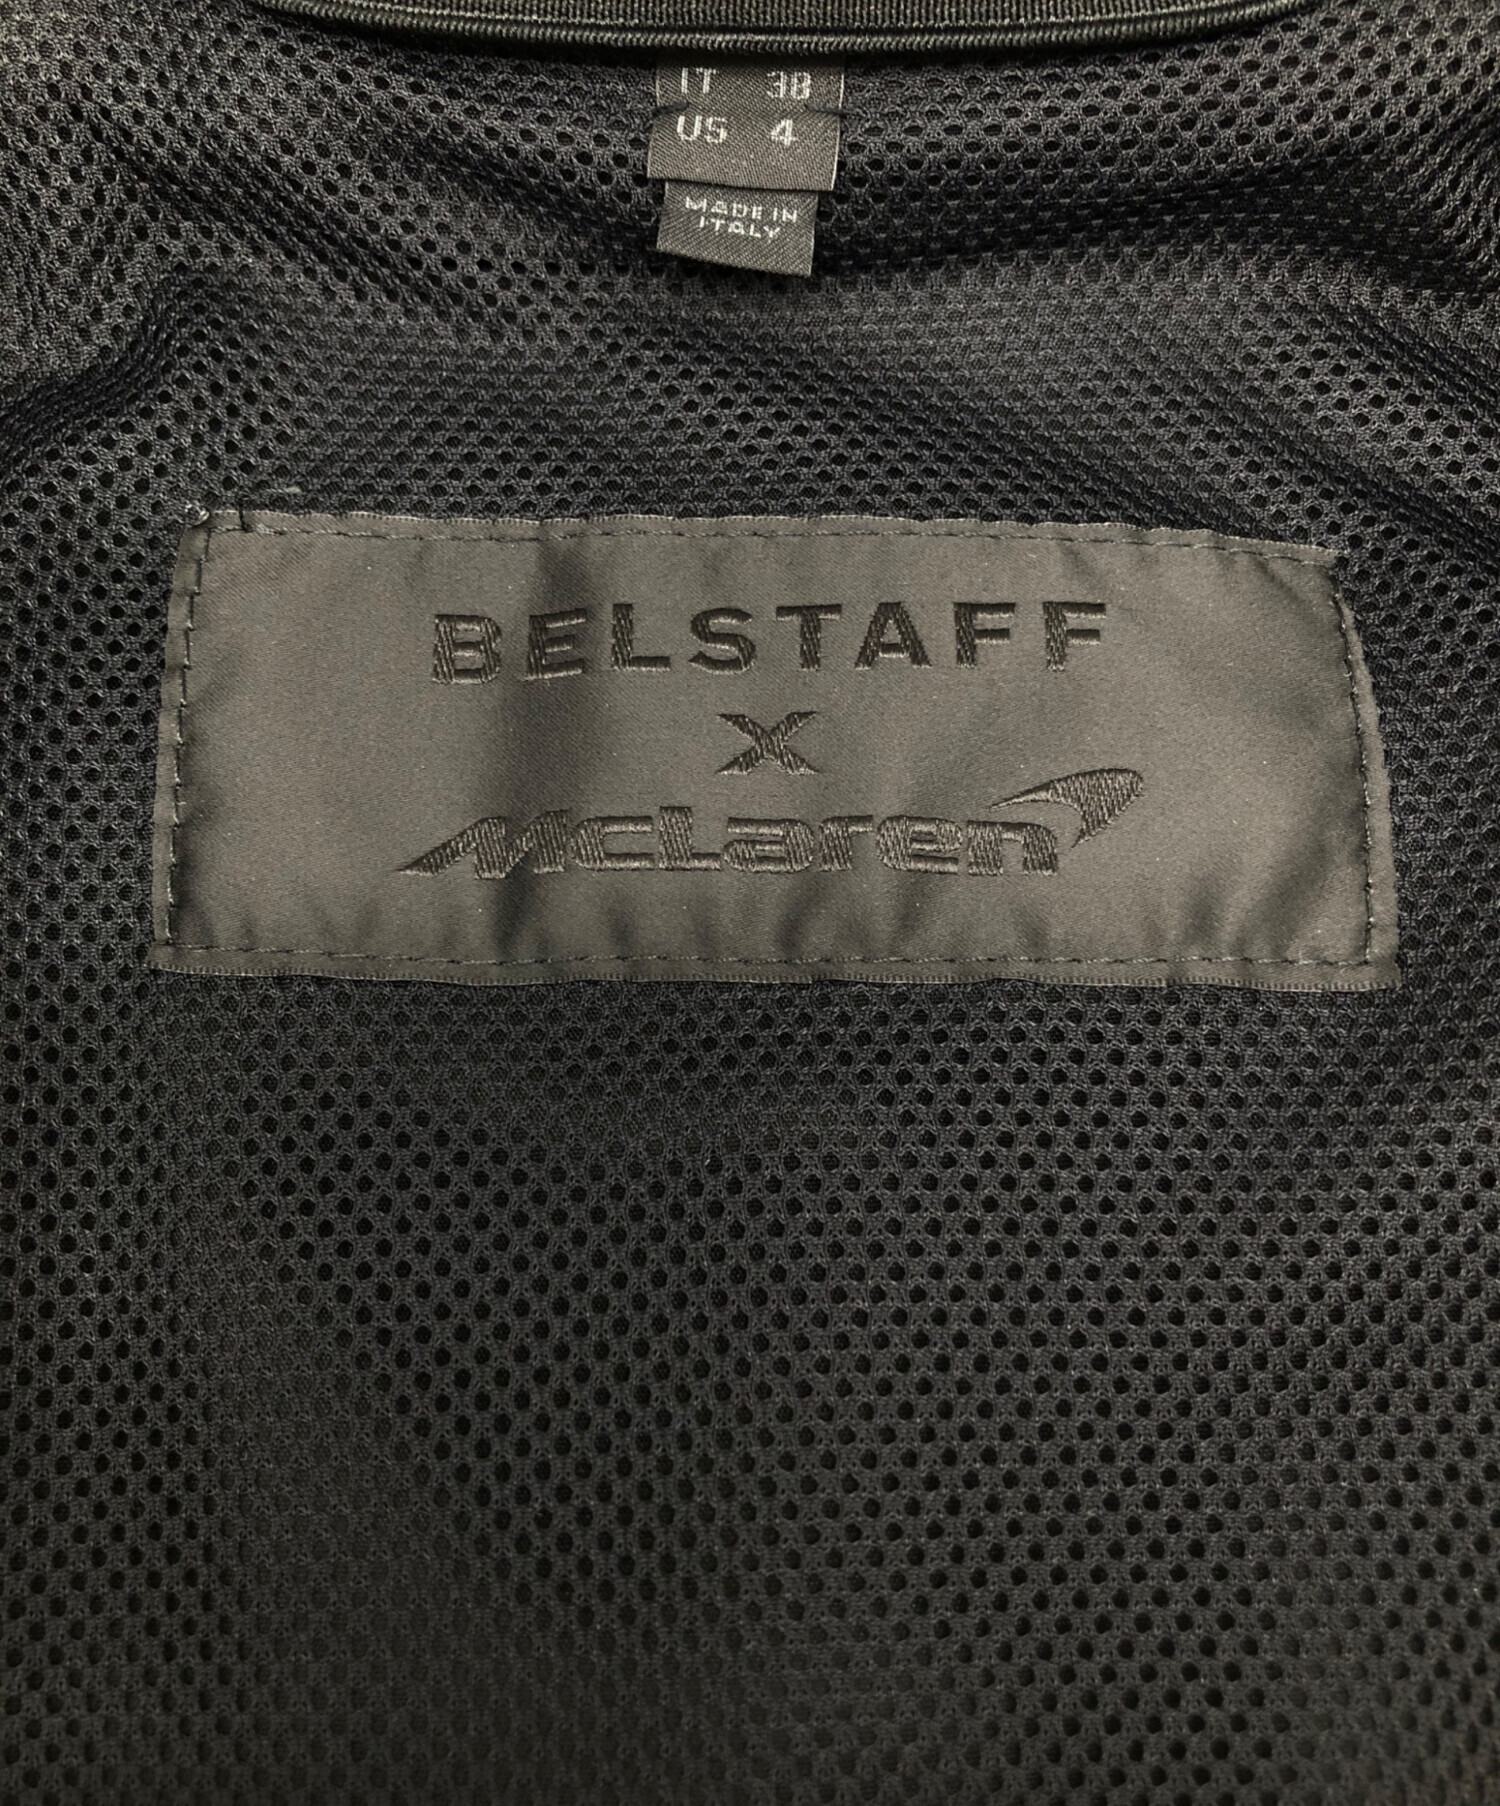 IT 38
US 4
MADE IN
ITALY
BELSTAFF
X
McLaren